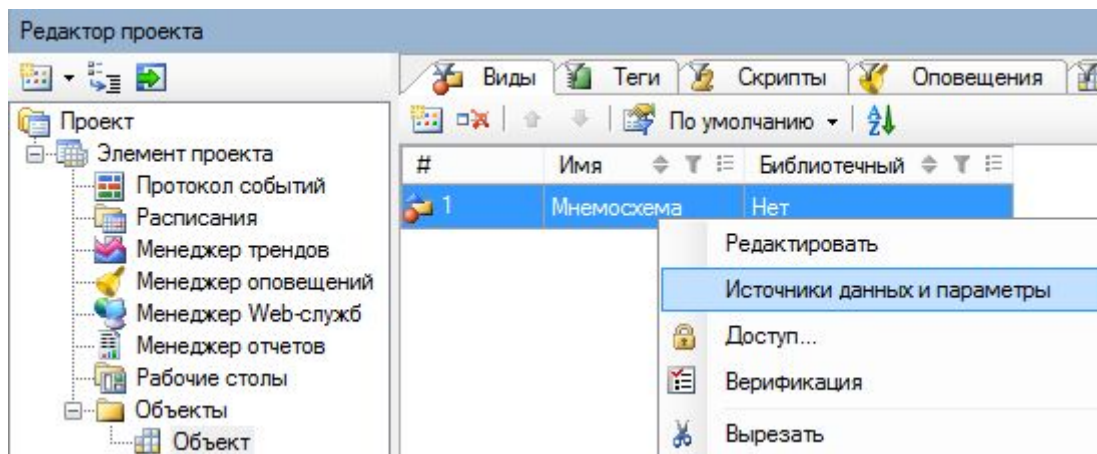 Редактор проекта
Проект
Элемент проекта
Протокол событий
Расписания
Менеджер трендов
Менеджер оповещений
Менеджер Web-служб
Менеджер отчетов
Рабочие столы
Объекты
Объект
Виды Теги Скрипты Оповещения
По умолчанию
# Имя Библиотечный
1 Мнемосхема Нет
Редактировать
Источники данных и параметры
Доступ...
Верификация
Вырезать